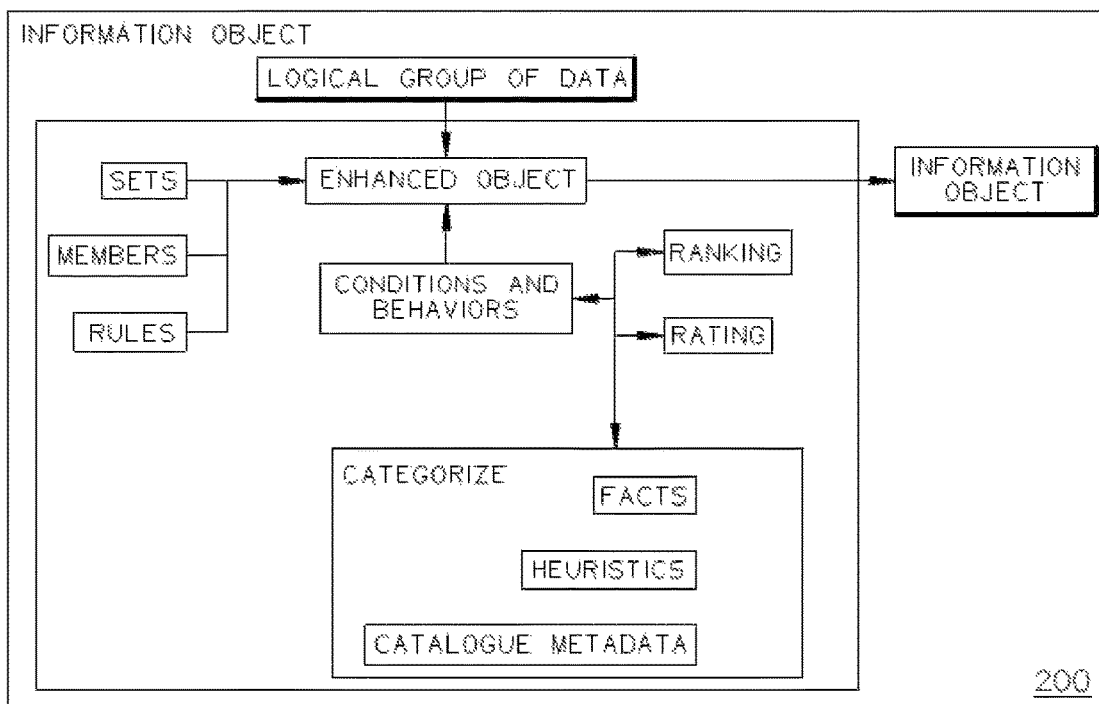 INFORMATION OBJECT
LOGICAL GROUP OF DATA
SETS
ENHANCED OBJECT
INFORMATION
OBJECT
MEMBERS
RANKING
CONDITIONS AND
BEHAVIORS
RULES
RATING
CATEGORIZE
FACTS
HEURISTICS
CATALOGUE METADATA
200